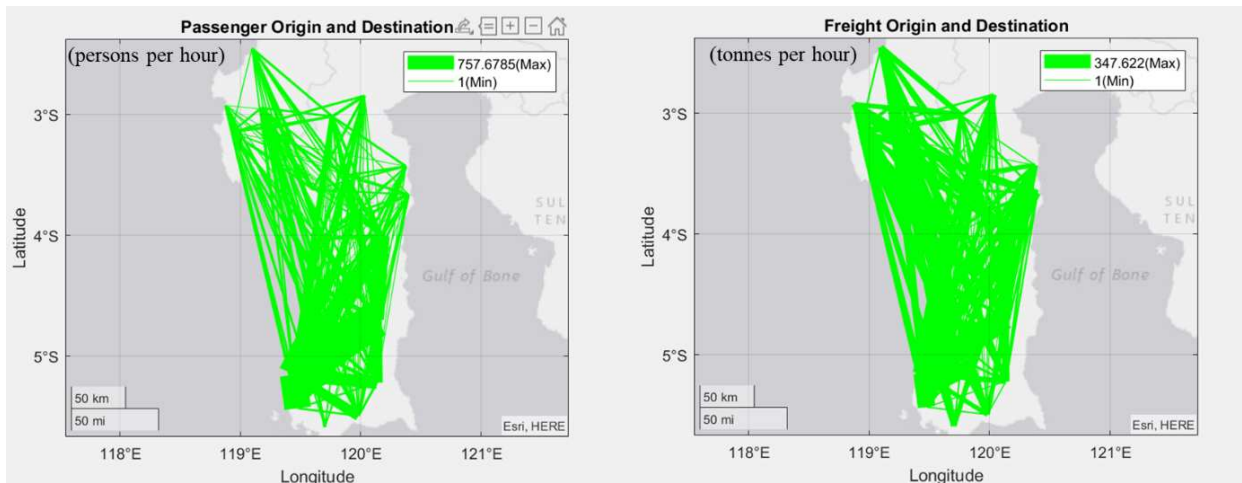 Passenger Origin and Destination
(persons per hour)
757.6785(Max)
1(Min)
3°S
4°S
5°S
Latitude
SUL
TEN
Gulf of Bone
50 km
50 mi
Esri, HERE
118°E
119°E
120°E
121°E
Longitude
Freight Origin and Destination
(tonnes per hour)
347.622(Max)
1(Min)
3°S
4°S
5°S
Latitude
SUL
TEN
Gulf of Bone
50 km
50 mi
Esri, HERE
118°E
119°E
120°E
121°E
Longitude